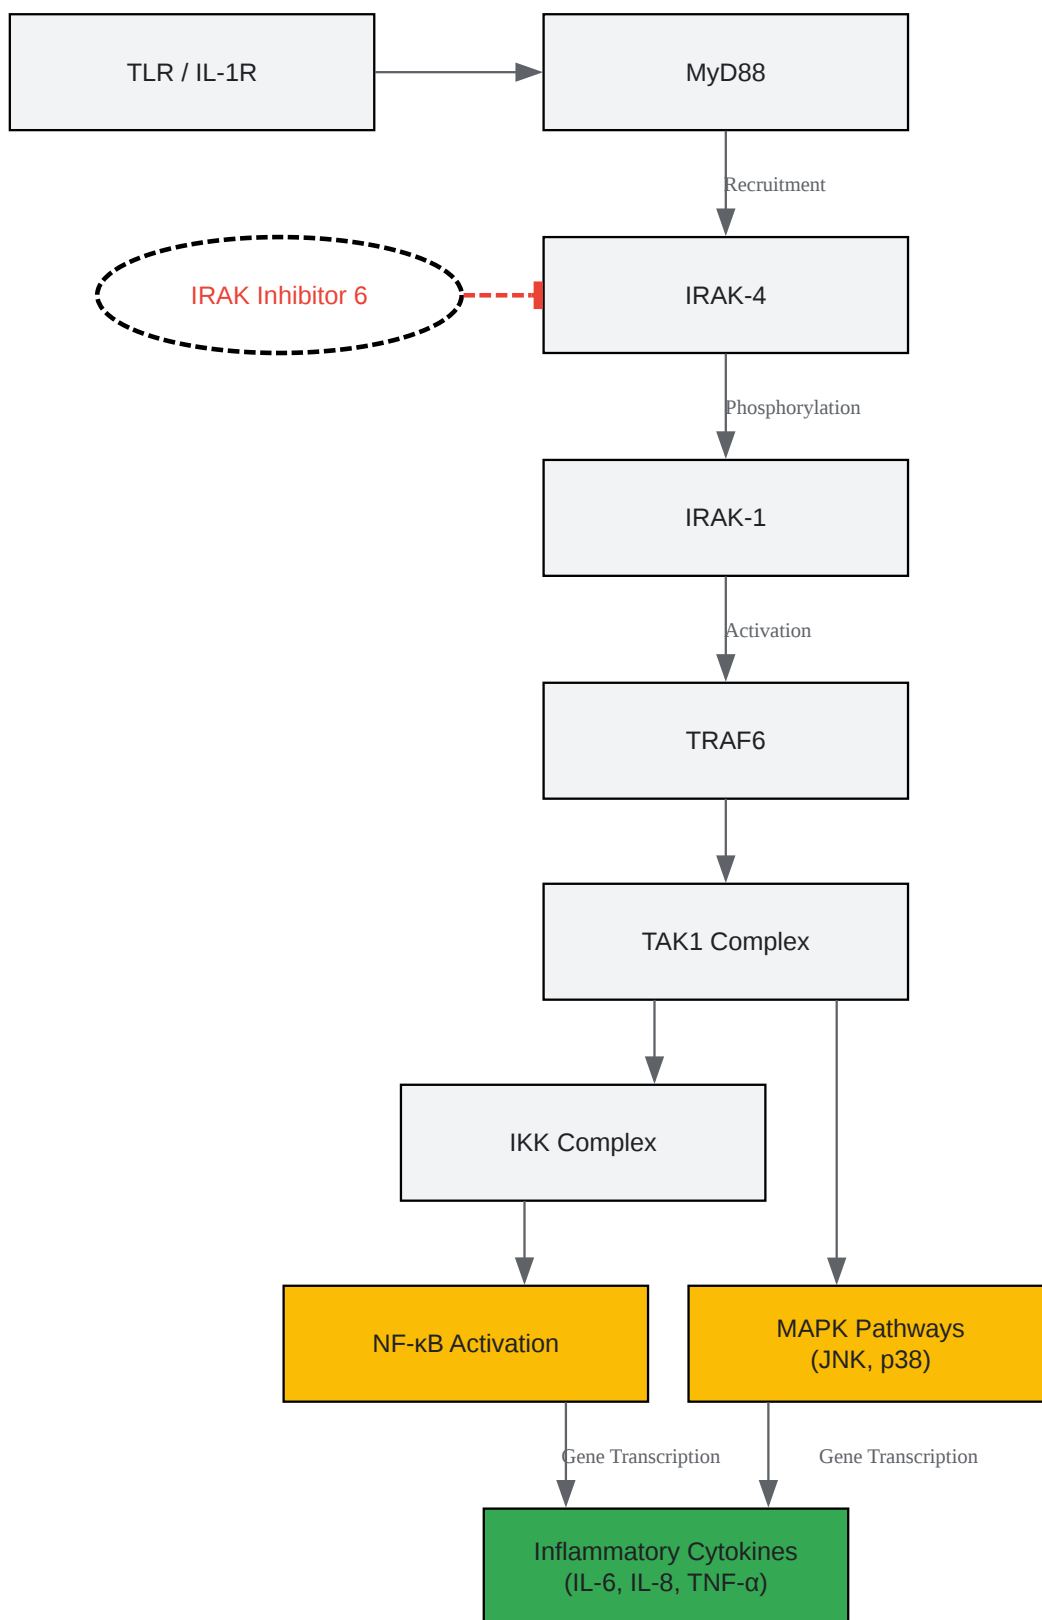 TLR / IL-1R
MyD88
Recruitment
IRAK Inhibitor 6
IRAK-4
Phosphorylation
IRAK-1
Activation
TRAF6
TAK1 Complex
IKK Complex
NF-κB Activation
MAPK Pathways
(JNK, p38)
Gene Transcription
Gene Transcription
Inflammatory Cytokines
(IL-6, IL-8, TNF-α)